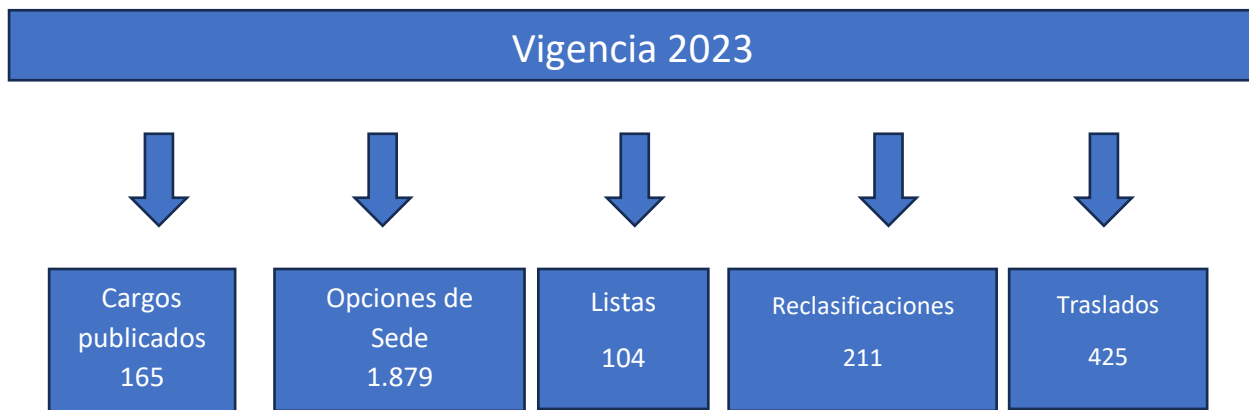 Vigencia 2023
Cargos
publicados
165
Opciones de
Sede
1.879
Listas
104
Reclasificaciones
211
Traslados
425